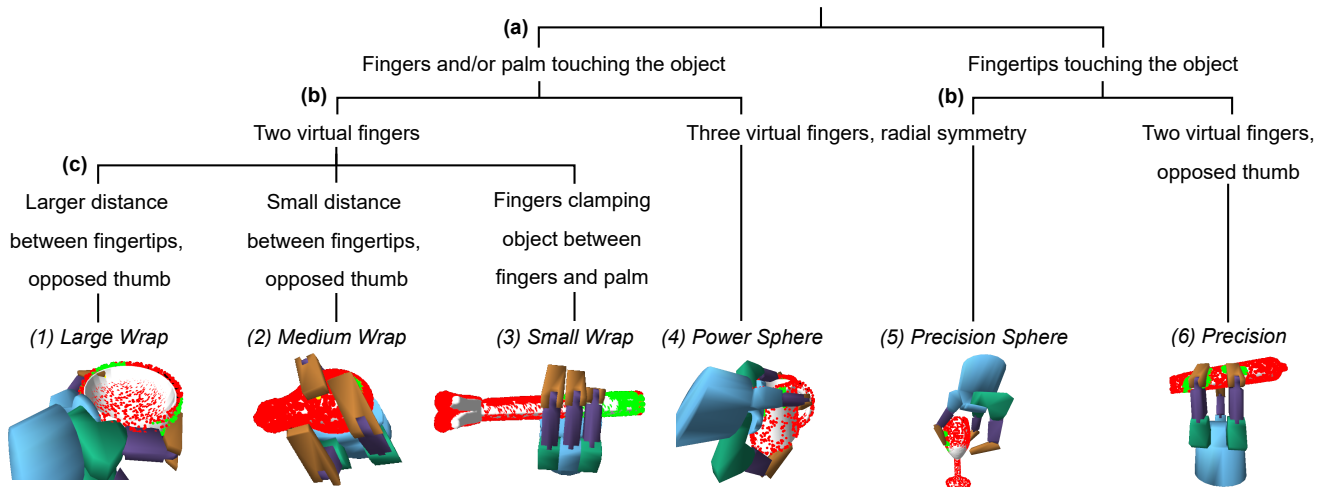 (a)
Fingers and/or palm touching the object
Fingertips touching the object
(b)
(b)
Two virtual fingers
Three virtual fingers, radial symmetry
Two virtual fingers,
opposed thumb
(c)
Larger distance
between fingertips,
opposed thumb
Small distance
between fingertips,
opposed thumb
Fingers clamping
object between
fingers and palm
(1) Large Wrap
(2) Medium Wrap
(3) Small Wrap
(4) Power Sphere
(5) Precision Sphere
(6) Precision